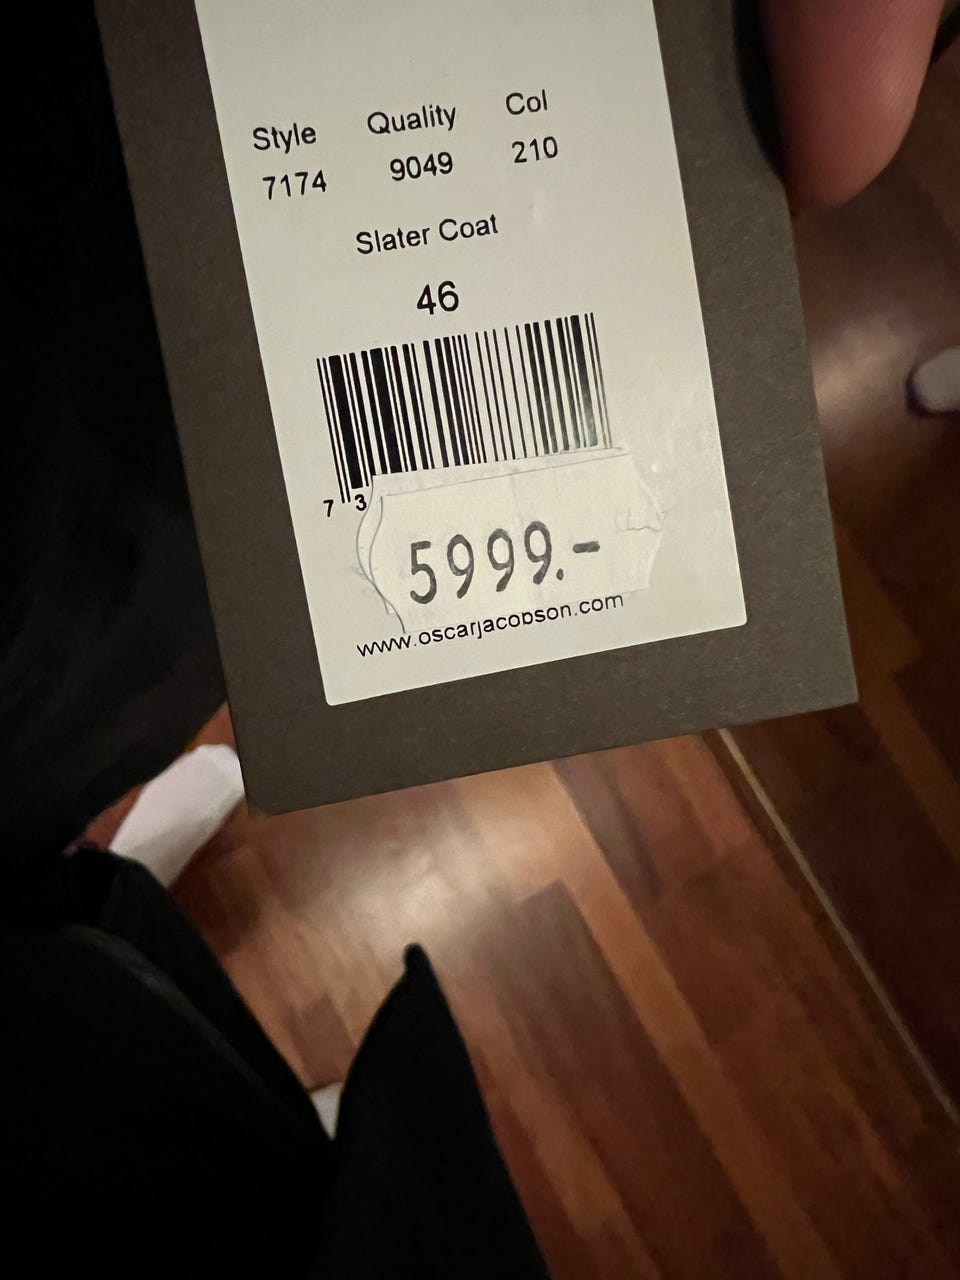 Style Quality Col
7174 9049 210
Slater Coat
46
7 3
5999.-
www.oscarjacobson.com